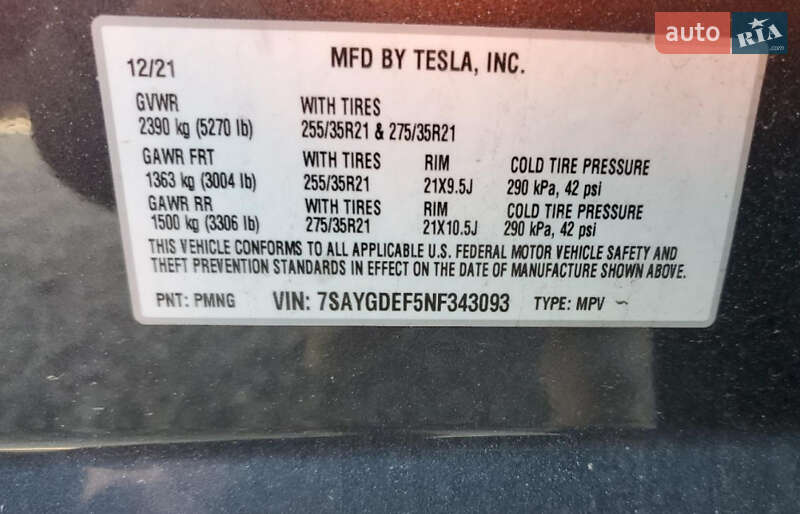 auto RIA.com
12/21 MFD BY TESLA, INC.
GVWR WITH TIRES
2390 kg (5270 lb) 255/35R21 & 275/35R21
GAWR FRT WITH TIRES RIM COLD TIRE PRESSURE
1363 kg (3004 lb) 255/35R21 21X9.5J 290 kPa, 42 psi
GAWR RR WITH TIRES RIM COLD TIRE PRESSURE
1500 kg (3306 lb) 275/35R21 21X10.5J 290 kPa, 42 psi
THIS VEHICLE CONFORMS TO ALL APPLICABLE U.S. FEDERAL MOTOR VEHICLE SAFETY AND
THEFT PREVENTION STANDARDS IN EFFECT ON THE DATE OF MANUFACTURE SHOWN ABOVE.
PNT: PMNG VIN: 7SAYGDEF5NF343093 TYPE: MPV ~